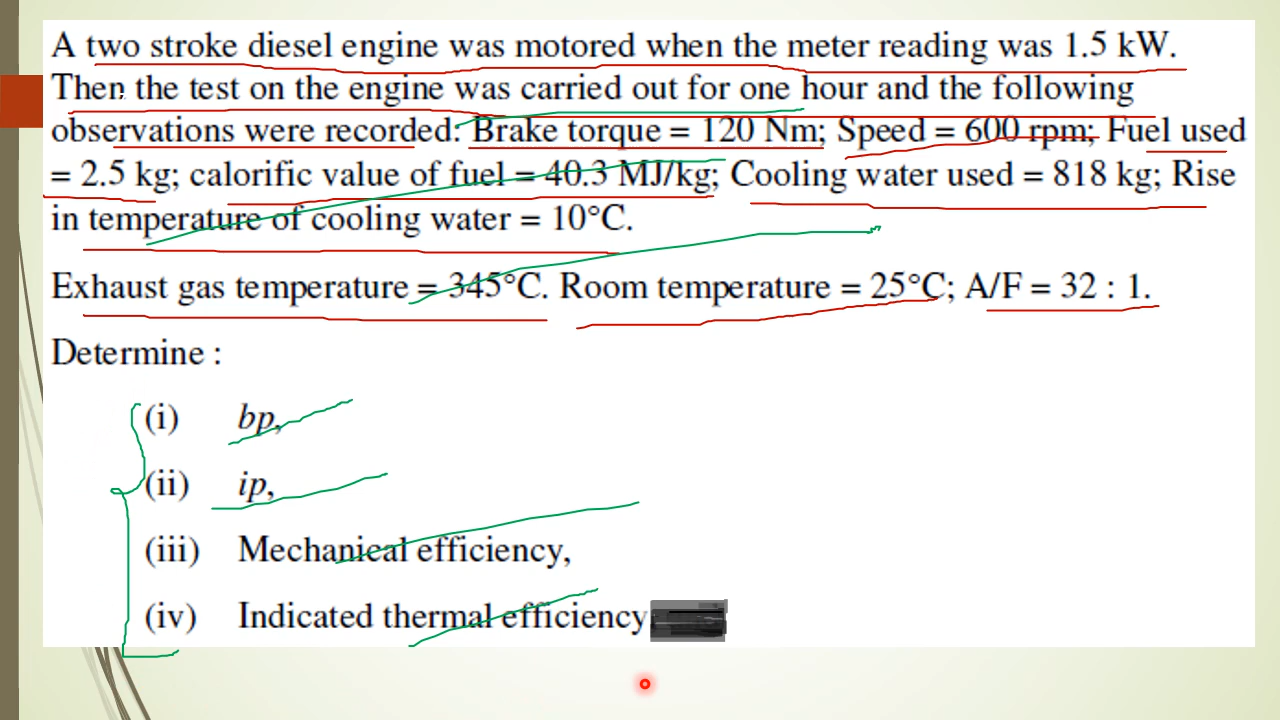 A two stroke diesel engine was motored when the meter reading was 1.5 kW.
Then the test on the engine was carried out for one hour and the following
observations were recorded: Brake torque = 120 Nm; Speed = 600 rpm; Fuel used
= 2.5 kg; calorific value of fuel = 40.3 MJ/kg; Cooling water used = 818 kg; Rise
in temperature of cooling water = 10°C.
Exhaust gas temperature = 345°C. Room temperature = 25°C; A/F = 32 : 1.
Determine :
(i) bp,
(ii) ip,
(iii) Mechanical efficiency,
(iv) Indicated thermal efficiency